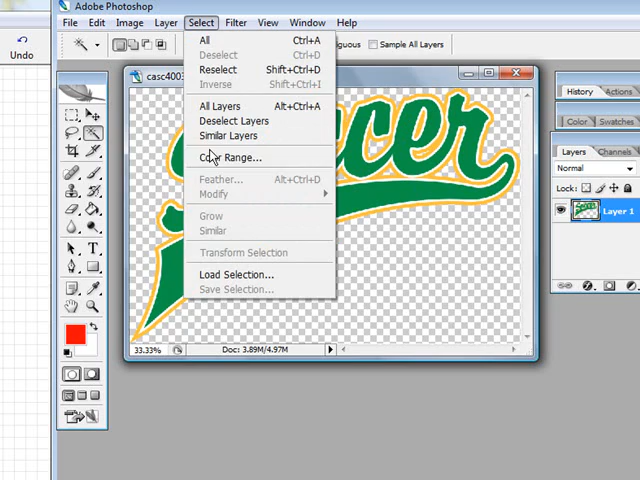 Adobe Photoshop
File Edit Image Layer Select Filter View Window Help
Undo
Sample All Layers
All Ctrl+A
Deselect Ctrl+D
Reselect Shift+Ctrl+D
Inverse Shift+Ctrl+I
All Layers Alt+Ctrl+A
Deselect Layers
Similar Layers
Color Range...
Feather... Alt+Ctrl+D
Modify
Grow
Similar
Transform Selection
Load Selection...
Save Selection...
Soccer
33.33% Doc: 3.89M/4.97M
History Actions
Color Swatches
Layers Channels
Normal
Lock:
Layer 1